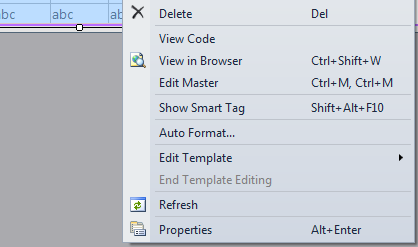 abc abc ab
Delete Del
View Code
View in Browser Ctrl+Shift+W
Edit Master Ctrl+M, Ctrl+M
Show Smart Tag Shift+Alt+F10
Auto Format...
Edit Template
End Template Editing
Refresh
Properties Alt+Enter